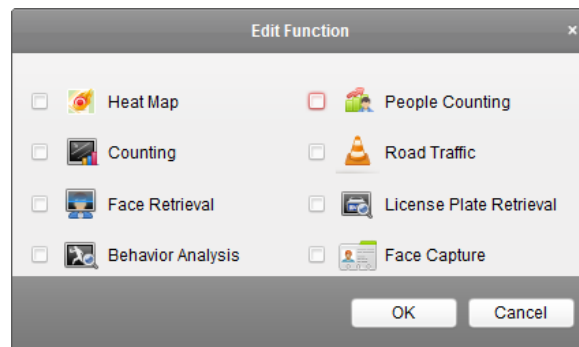 Edit Function
×
Heat Map
People Counting
Counting
Road Traffic
Face Retrieval
License Plate Retrieval
Behavior Analysis
Face Capture
OK
Cancel